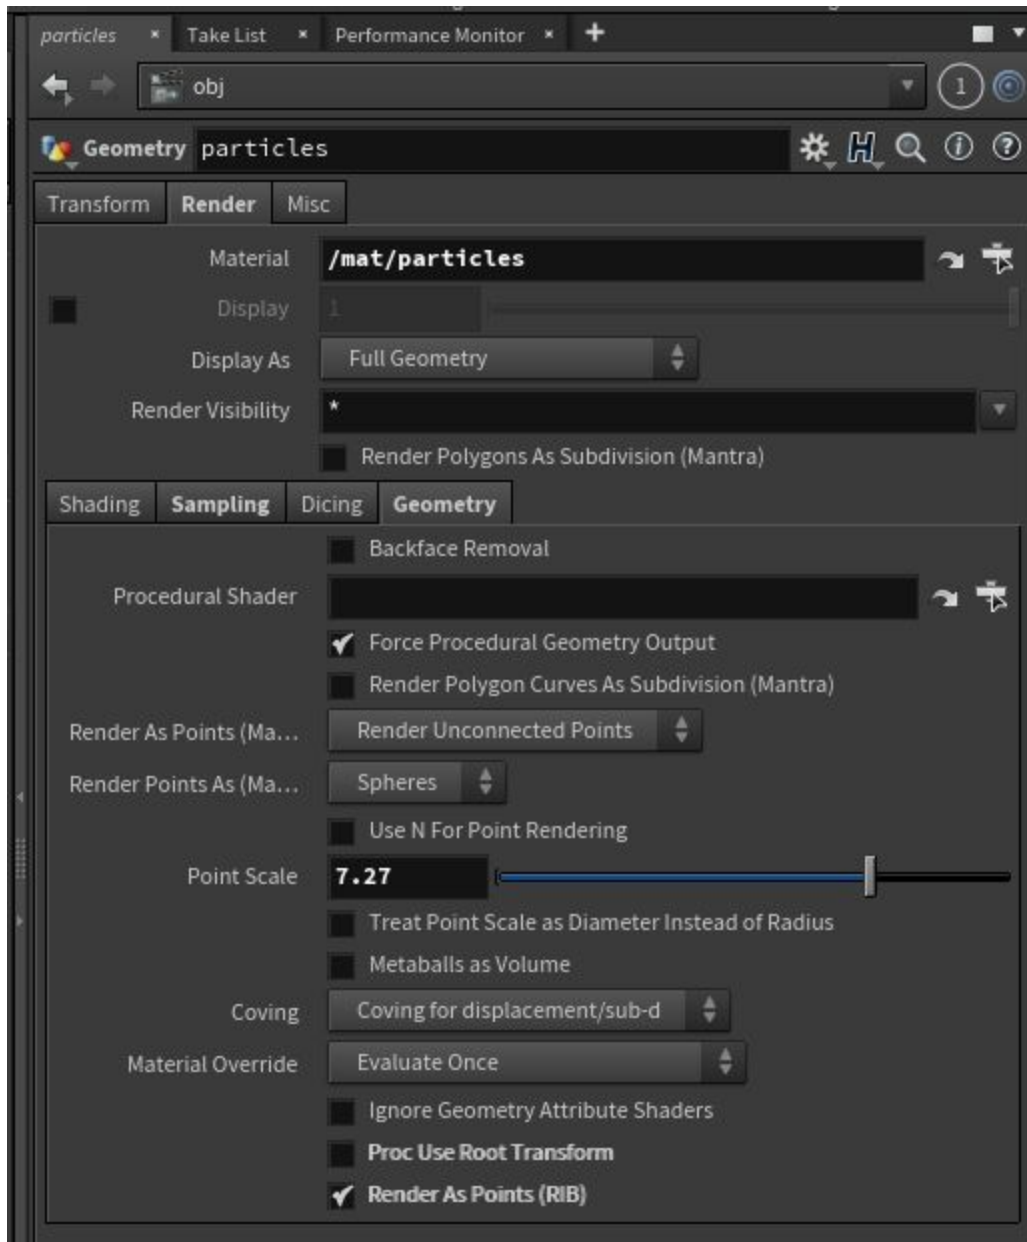 particles × Take List × Performance Monitor × +
obj 1
Geometry particles
Transform Render Misc
Material /mat/particles
Display 1
Display As Full Geometry
Render Visibility *
Render Polygons As Subdivision (Mantra)
Shading Sampling Dicing Geometry
Backface Removal
Procedural Shader
Force Procedural Geometry Output
Render Polygon Curves As Subdivision (Mantra)
Render As Points (Ma... Render Unconnected Points
Render Points As (Ma... Spheres
Use N For Point Rendering
Point Scale 7.27
Treat Point Scale as Diameter Instead of Radius
Metaballs as Volume
Coving Coving for displacement/sub-d
Material Override Evaluate Once
Ignore Geometry Attribute Shaders
Proc Use Root Transform
Render As Points (RIB)